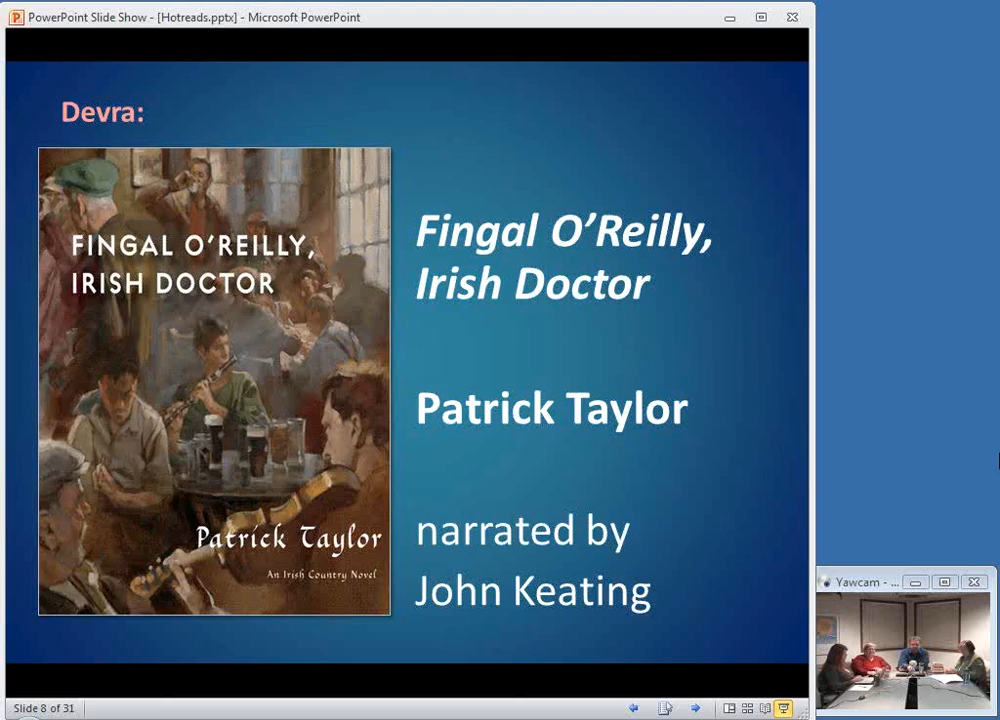 PowerPoint Slide Show - [Hotreads.pptx] - Microsoft PowerPoint
Devra:
FINGAL O'REILLY,
IRISH DOCTOR
Patrick Taylor
An Irish Country Novel
Fingal O’Reilly,
Irish Doctor
Patrick Taylor
narrated by
John Keating
Yawcam - ...
Slide 8 of 31